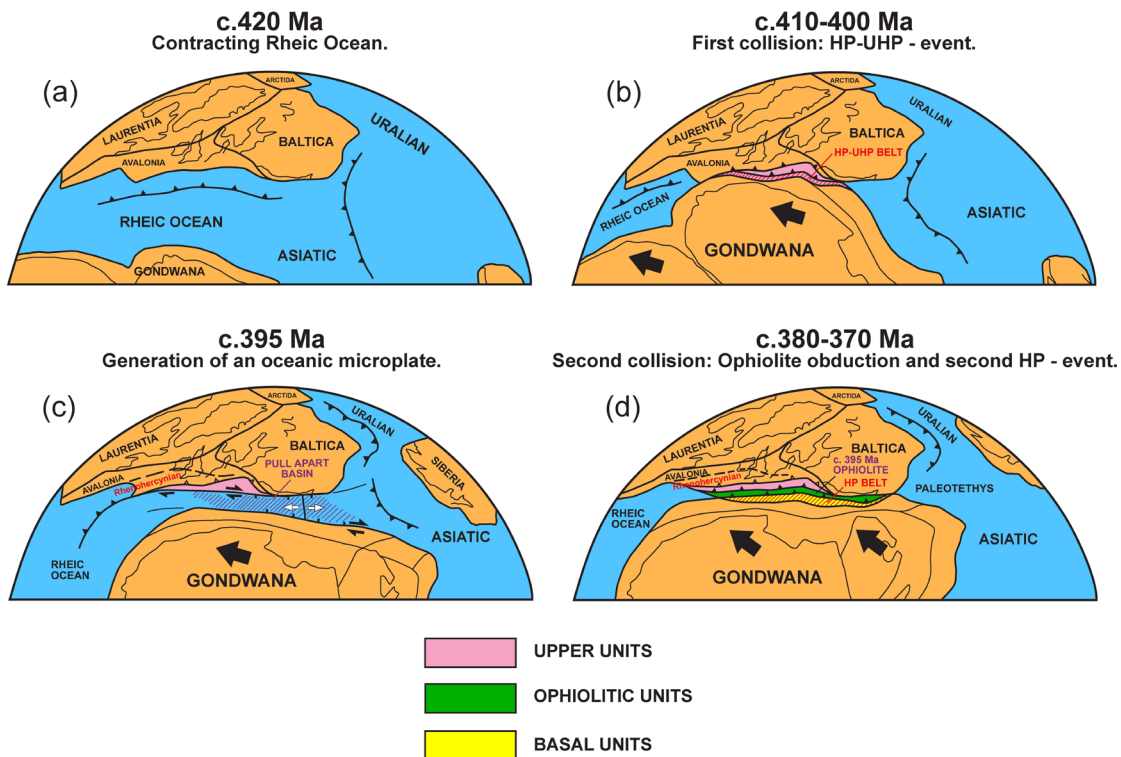 c.420 Ma
Contracting Rheic Ocean.
(a)
ARCTIDA
LAURENTIA
BALTICA
URALIAN
AVALONIA
RHEIC OCEAN
ASIATIC
GONDWANA
c.410-400 Ma
First collision: HP-UHP - event.
(b)
ARCTIDA
URALIAN
LAURENTIA
BALTICA
AVALONIA
HP-UHP BELT
RHEIC OCEAN
ASIATIC
GONDWANA
c.395 Ma
Generation of an oceanic microplate.
(c)
ARCTIDA
URALIAN
LAURENTIA
BALTICA
SIBERIA
PULL APART
BASIN
AVALONIA
Rhenohercynian
ASIATIC
RHEIC
OCEAN
GONDWANA
c.380-370 Ma
Second collision: Ophiolite obduction and second HP - event.
(d)
ARCTIDA
URALIAN
LAURENTIA
BALTICA
c. 395 Ma
OPHIOLITE
AVALONIA
Rhenohercynian
HP BELT
PALEOTETHYS
RHEIC
OCEAN
ASIATIC
GONDWANA
UPPER UNITS
OPHIOLITIC UNITS
BASAL UNITS